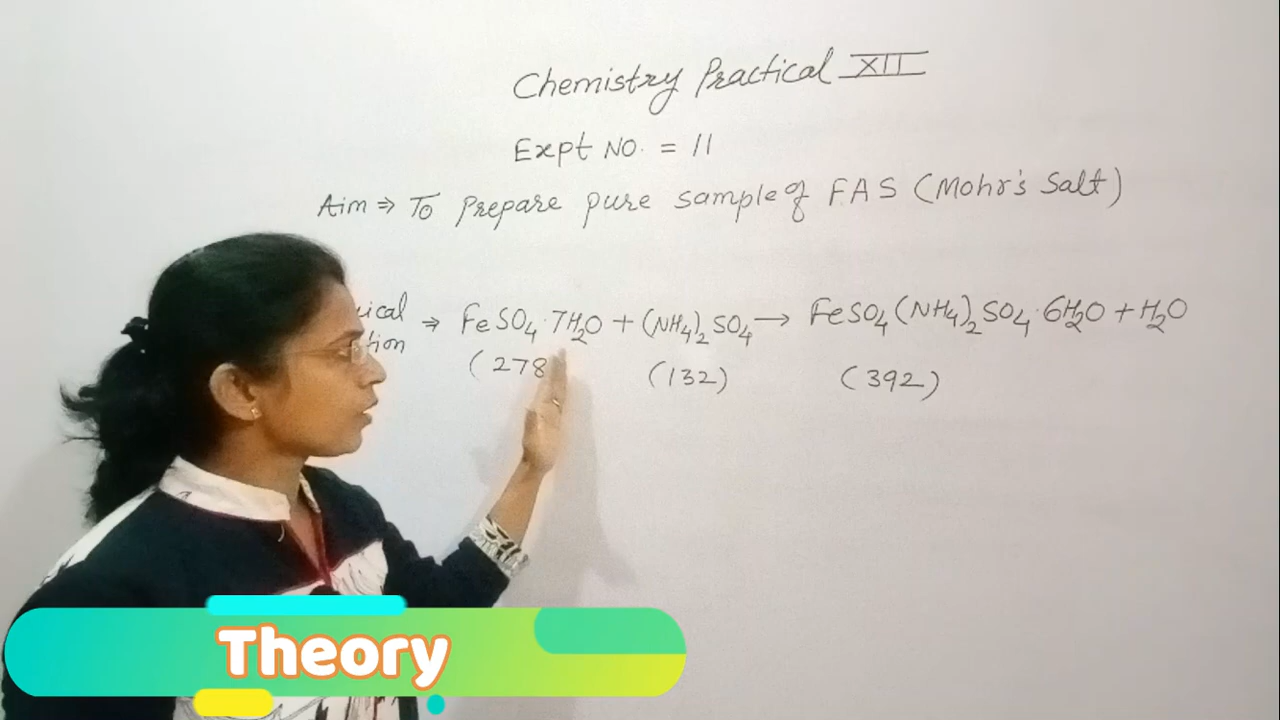 Chemistry Practical XII
Expt NO. = 11
Aim ⇒ To prepare pure sample of FAS (Mohr's Salt)
⇒ FeSO₄·7H₂O + (NH₄)₂SO₄ → FeSO₄(NH₄)₂SO₄·6H₂O + H₂O
(278 (132) (392)
Theory